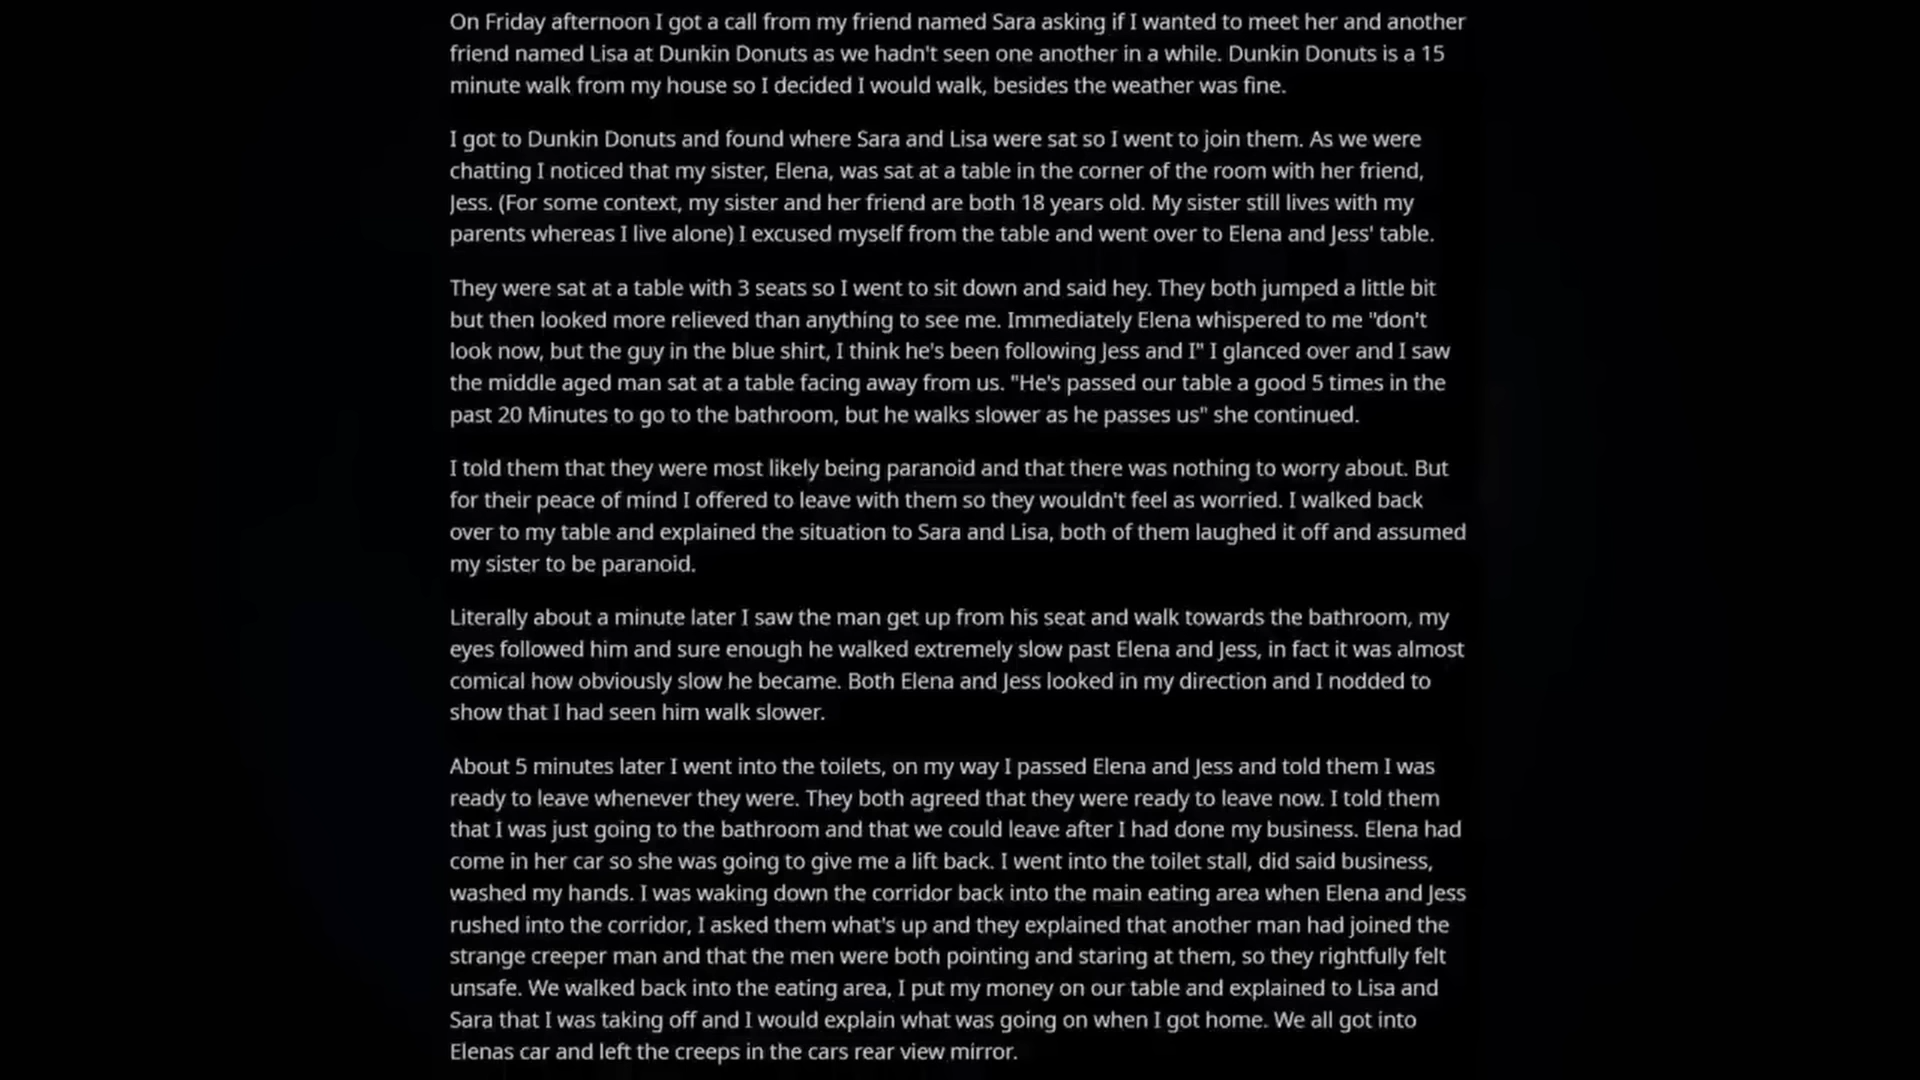 On Friday afternoon I got a call from my friend named Sara asking if I wanted to meet her and another
friend named Lisa at Dunkin Donuts as we hadn't seen one another in a while. Dunkin Donuts is a 15
minute walk from my house so I decided I would walk, besides the weather was fine.
I got to Dunkin Donuts and found where Sara and Lisa were sat so I went to join them. As we were
chatting I noticed that my sister, Elena, was sat at a table in the corner of the room with her friend,
Jess. (For some context, my sister and her friend are both 18 years old. My sister still lives with my
parents whereas I live alone) I excused myself from the table and went over to Elena and Jess' table.
They were sat at a table with 3 seats so I went to sit down and said hey. They both jumped a little bit
but then looked more relieved than anything to see me. Immediately Elena whispered to me "don't
look now, but the guy in the blue shirt, I think he's been following Jess and I" I glanced over and I saw
the middle aged man sat at a table facing away from us. "He's passed our table a good 5 times in the
past 20 Minutes to go to the bathroom, but he walks slower as he passes us" she continued.
I told them that they were most likely being paranoid and that there was nothing to worry about. But
for their peace of mind I offered to leave with them so they wouldn't feel as worried. I walked back
over to my table and explained the situation to Sara and Lisa, both of them laughed it off and assumed
my sister to be paranoid.
Literally about a minute later I saw the man get up from his seat and walk towards the bathroom, my
eyes followed him and sure enough he walked extremely slow past Elena and Jess, in fact it was almost
comical how obviously slow he became. Both Elena and Jess looked in my direction and I nodded to
show that I had seen him walk slower.
About 5 minutes later I went into the toilets, on my way I passed Elena and Jess and told them I was
ready to leave whenever they were. They both agreed that they were ready to leave now. I told them
that I was just going to the bathroom and that we could leave after I had done my business. Elena had
come in her car so she was going to give me a lift back. I went into the toilet stall, did said business,
washed my hands. I was waking down the corridor back into the main eating area when Elena and Jess
rushed into the corridor, I asked them what's up and they explained that another man had joined the
strange creeper man and that the men were both pointing and staring at them, so they rightfully felt
unsafe. We walked back into the eating area, I put my money on our table and explained to Lisa and
Sara that I was taking off and I would explain what was going on when I got home. We all got into
Elenas car and left the creeps in the cars rear view mirror.